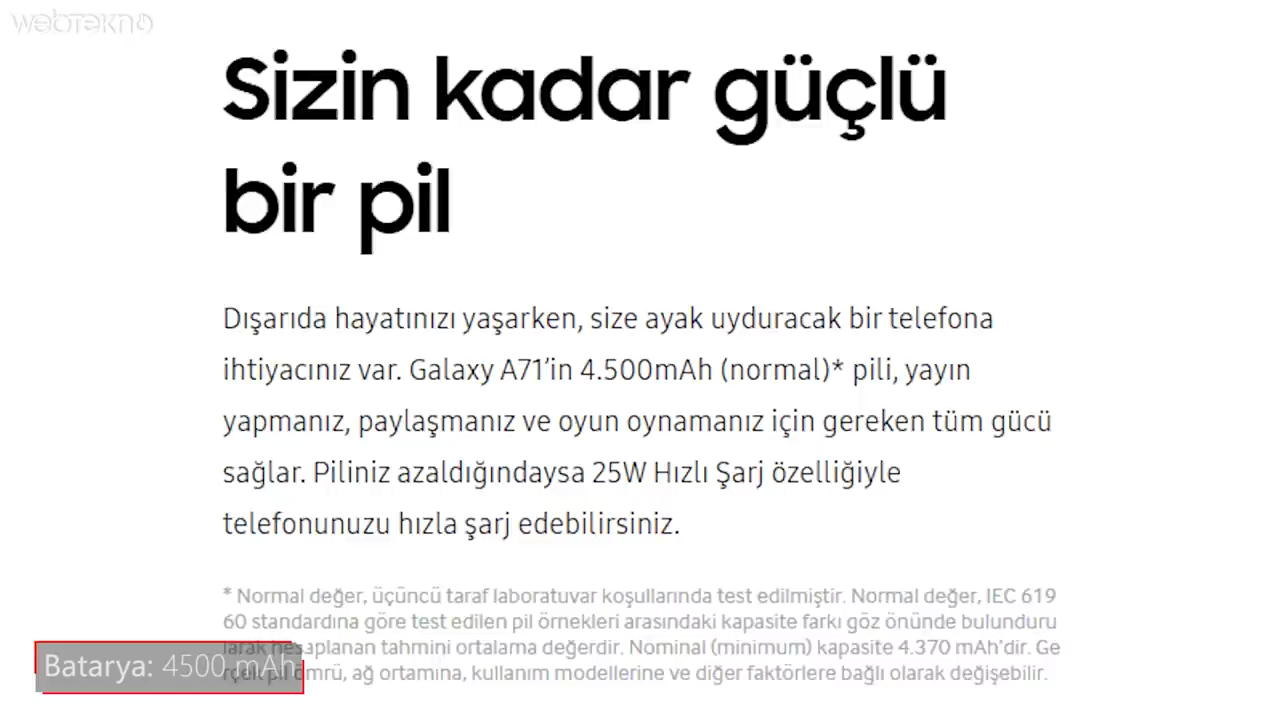 webtekno
Sizin kadar güçlü
bir pil
Dışarıda hayatınızı yaşarken, size ayak uyduracak bir telefona
ihtiyacınız var. Galaxy A71’in 4.500mAh (normal)* pili, yayın
yapmanız, paylaşmanız ve oyun oynamanız için gereken tüm gücü
sağlar. Piliniz azaldığındaysa 25W Hızlı Şarj özelliğiyle
telefonunuzu hızla şarj edebilirsiniz.
* Normal değer, üçüncü taraf laboratuvar koşullarında test edilmiştir. Normal değer, IEC 619
60 standardına göre test edilen pil örnekleri arasındaki kapasite farkı göz önünde bulunduru
larak hesaplanan tahmini ortalama değerdir. Nominal (minimum) kapasite 4.370 mAh’dir. Ge
rçek pil ömrü, ağ ortamına, kullanım modellerine ve diğer faktörlere bağlı olarak değişebilir.
Batarya: 4500 mAh